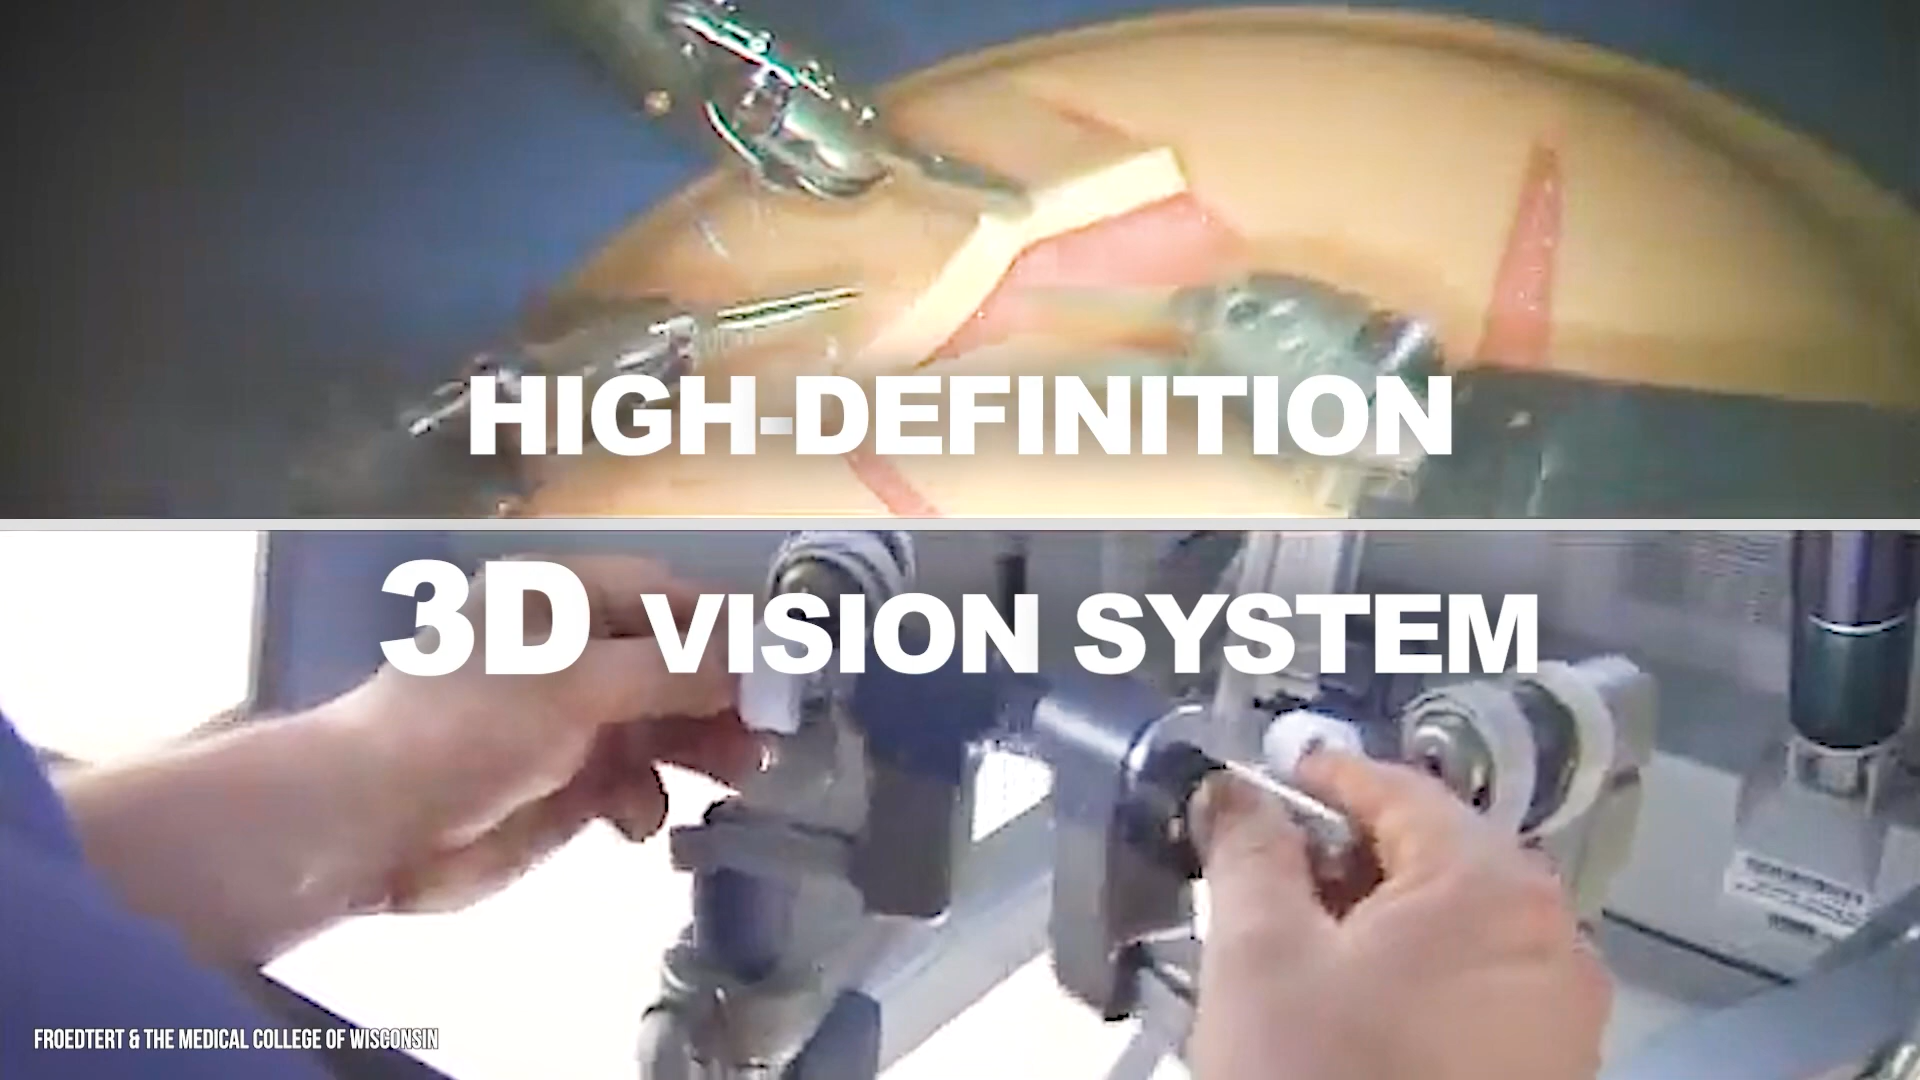 HIGH-DEFINITION
3D VISION SYSTEM
FROEDTERT & THE MEDICAL COLLEGE OF WISCONSIN